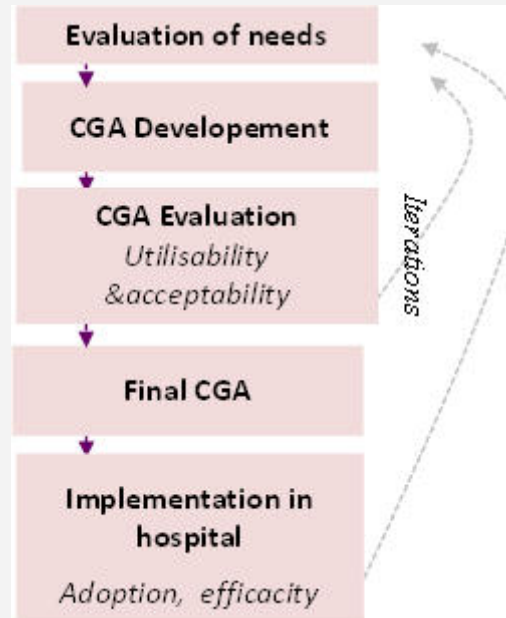 Evaluation of needs
CGA Developement
CGA Evaluation
Utilisability
&acceptability
Iterations
Final CGA
Implementation in
hospital
Adoption, efficacity